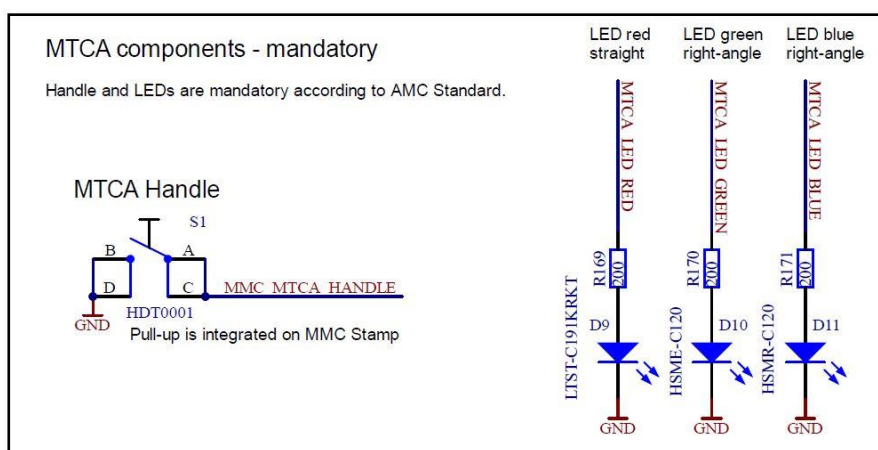 MTCA components - mandatory
Handle and LEDs are mandatory according to AMC Standard.
MTCA Handle
S1
B
A
D
C
MMC_MTCA_HANDLE
GND
HDT0001
Pull-up is integrated on MMC Stamp
LED red
straight
LED green
right-angle
LED blue
right-angle
MTCA_LED_RED
MTCA_LED_GREEN
MTCA_LED_BLUE
R169
200
R170
200
R171
200
LTST-C191KRKT
D9
HSME-C120
D10
HSMR-C120
D11
GND
GND
GND